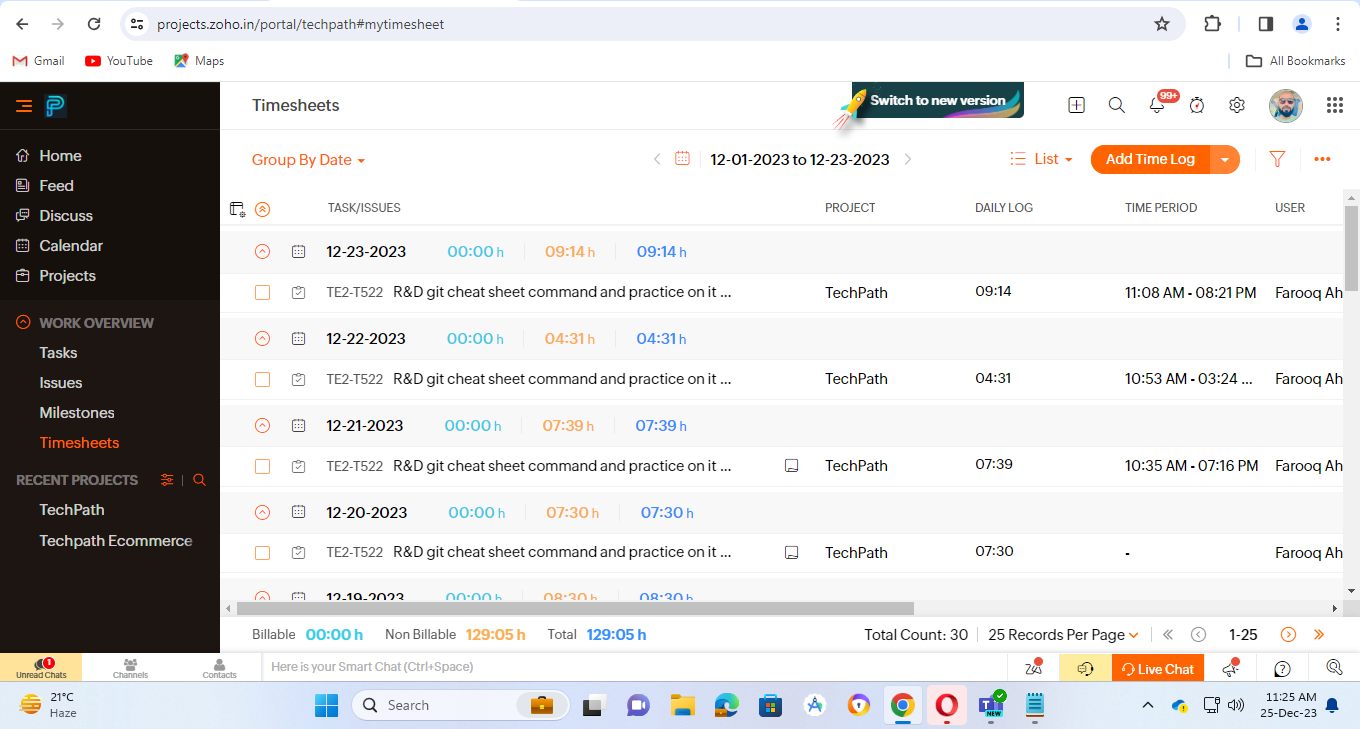 projects.zoho.in/portal/techpath#mytimesheet
Gmail YouTube Maps All Bookmarks
Timesheets Switch to new version 99+
Home
Feed
Discuss
Calendar
Projects
WORK OVERVIEW
Tasks
Issues
Milestones
Timesheets
RECENT PROJECTS
TechPath
Techpath Ecommerce
Group By Date 12-01-2023 to 12-23-2023 List Add Time Log
TASK/ISSUES PROJECT DAILY LOG TIME PERIOD USER
12-23-2023 00:00 h 09:14 h 09:14 h
TE2-T522 R&D git cheat sheet command and practice on it ... TechPath 09:14 11:08 AM - 08:21 PM Farooq Ah
12-22-2023 00:00 h 04:31 h 04:31 h
TE2-T522 R&D git cheat sheet command and practice on it ... TechPath 04:31 10:53 AM - 03:24 ... Farooq Ah
12-21-2023 00:00 h 07:39 h 07:39 h
TE2-T522 R&D git cheat sheet command and practice on it ... TechPath 07:39 10:35 AM - 07:16 PM Farooq Ah
12-20-2023 00:00 h 07:30 h 07:30 h
TE2-T522 R&D git cheat sheet command and practice on it ... TechPath 07:30 - Farooq Ah
12-19-2023 00:00 h 08:30 h 08:30 h
Billable 00:00 h Non Billable 129:05 h Total 129:05 h Total Count: 30 25 Records Per Page 1-25
1
Unread Chats Channels Contacts Here is your Smart Chat (Ctrl+Space) Live Chat
21°C
Haze
Search
NEW
11:25 AM
25-Dec-23